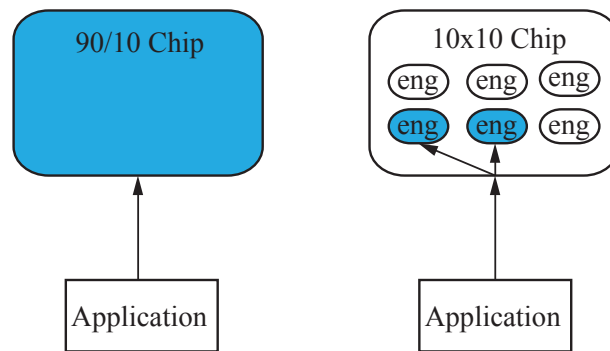 90/10 Chip
10x10 Chip
eng eng eng
eng eng eng
Application
Application